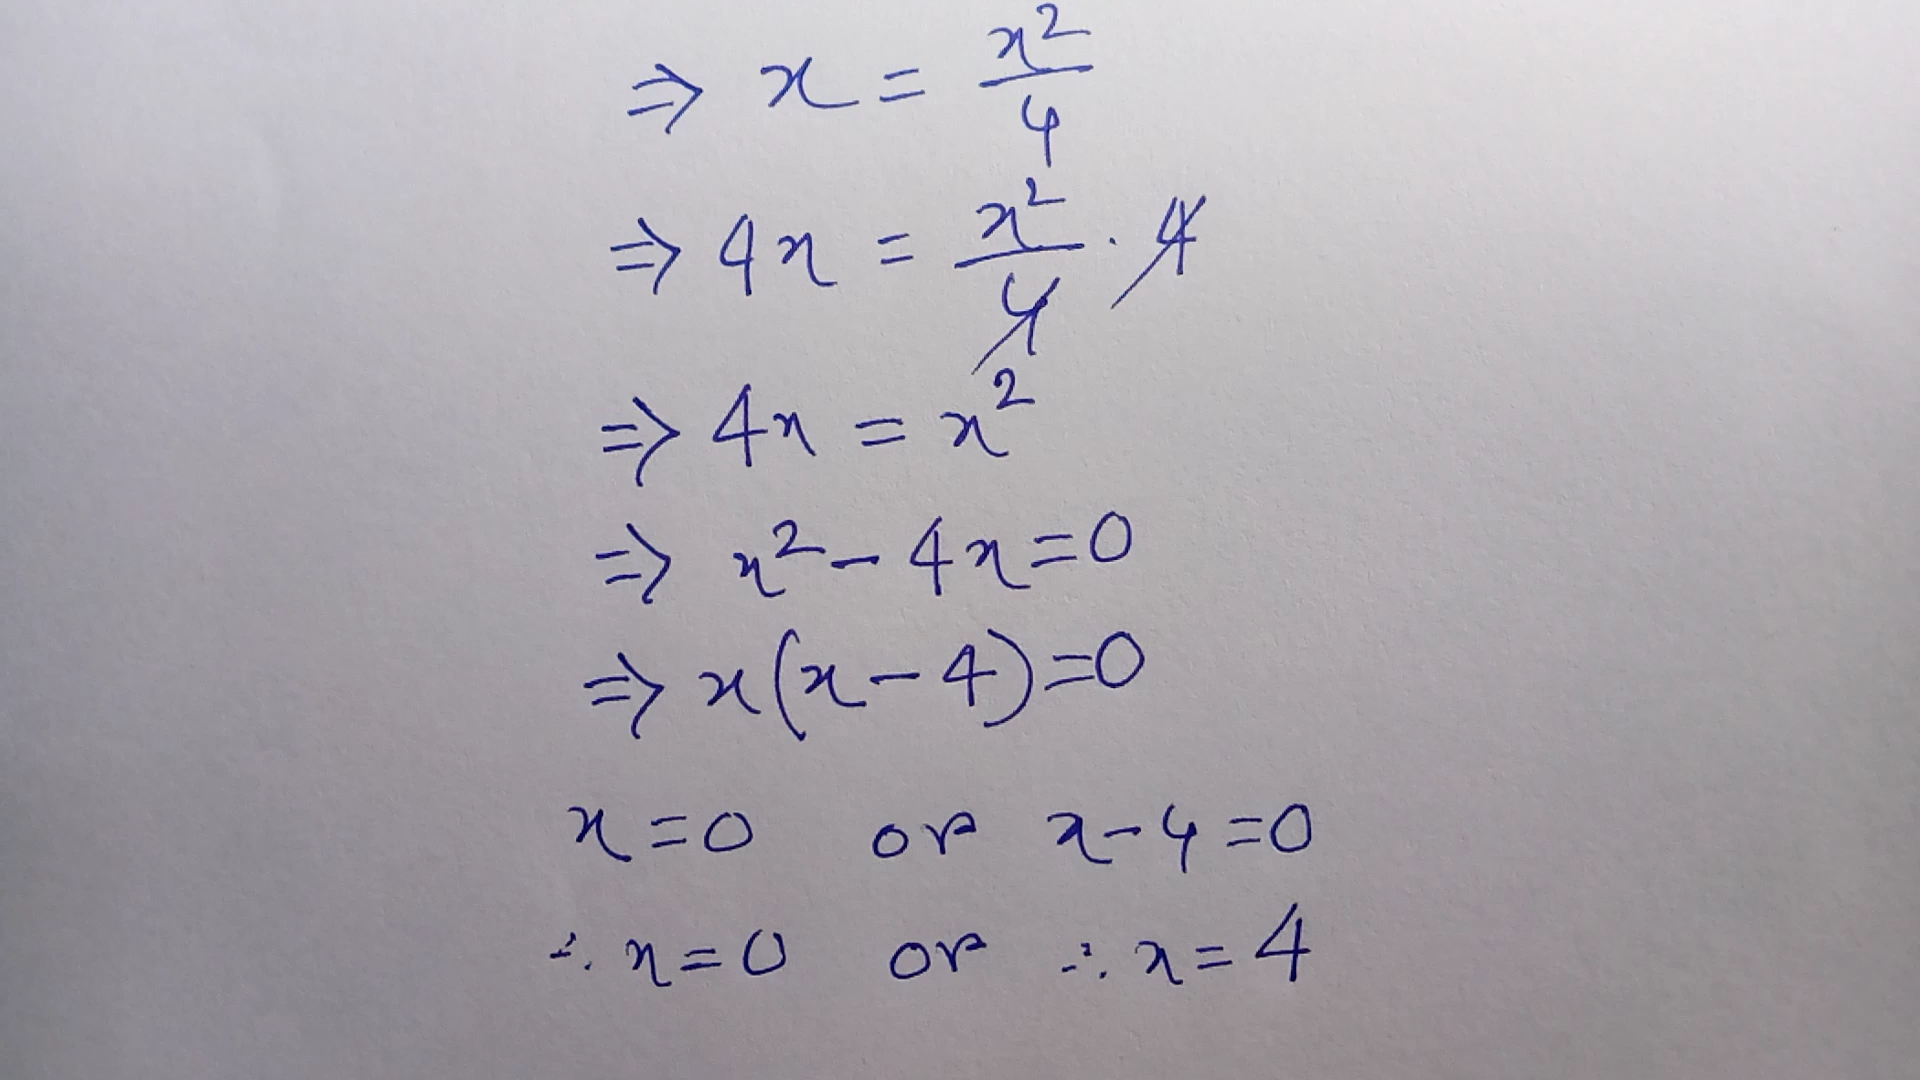 ⇒ x = x²/4
⇒ 4x = x²/4 · 4
⇒ 4x = x²
⇒ x² - 4x = 0
⇒ x(x - 4) = 0
x = 0 or x - 4 = 0
∴ x = 0 or ∴ x = 4